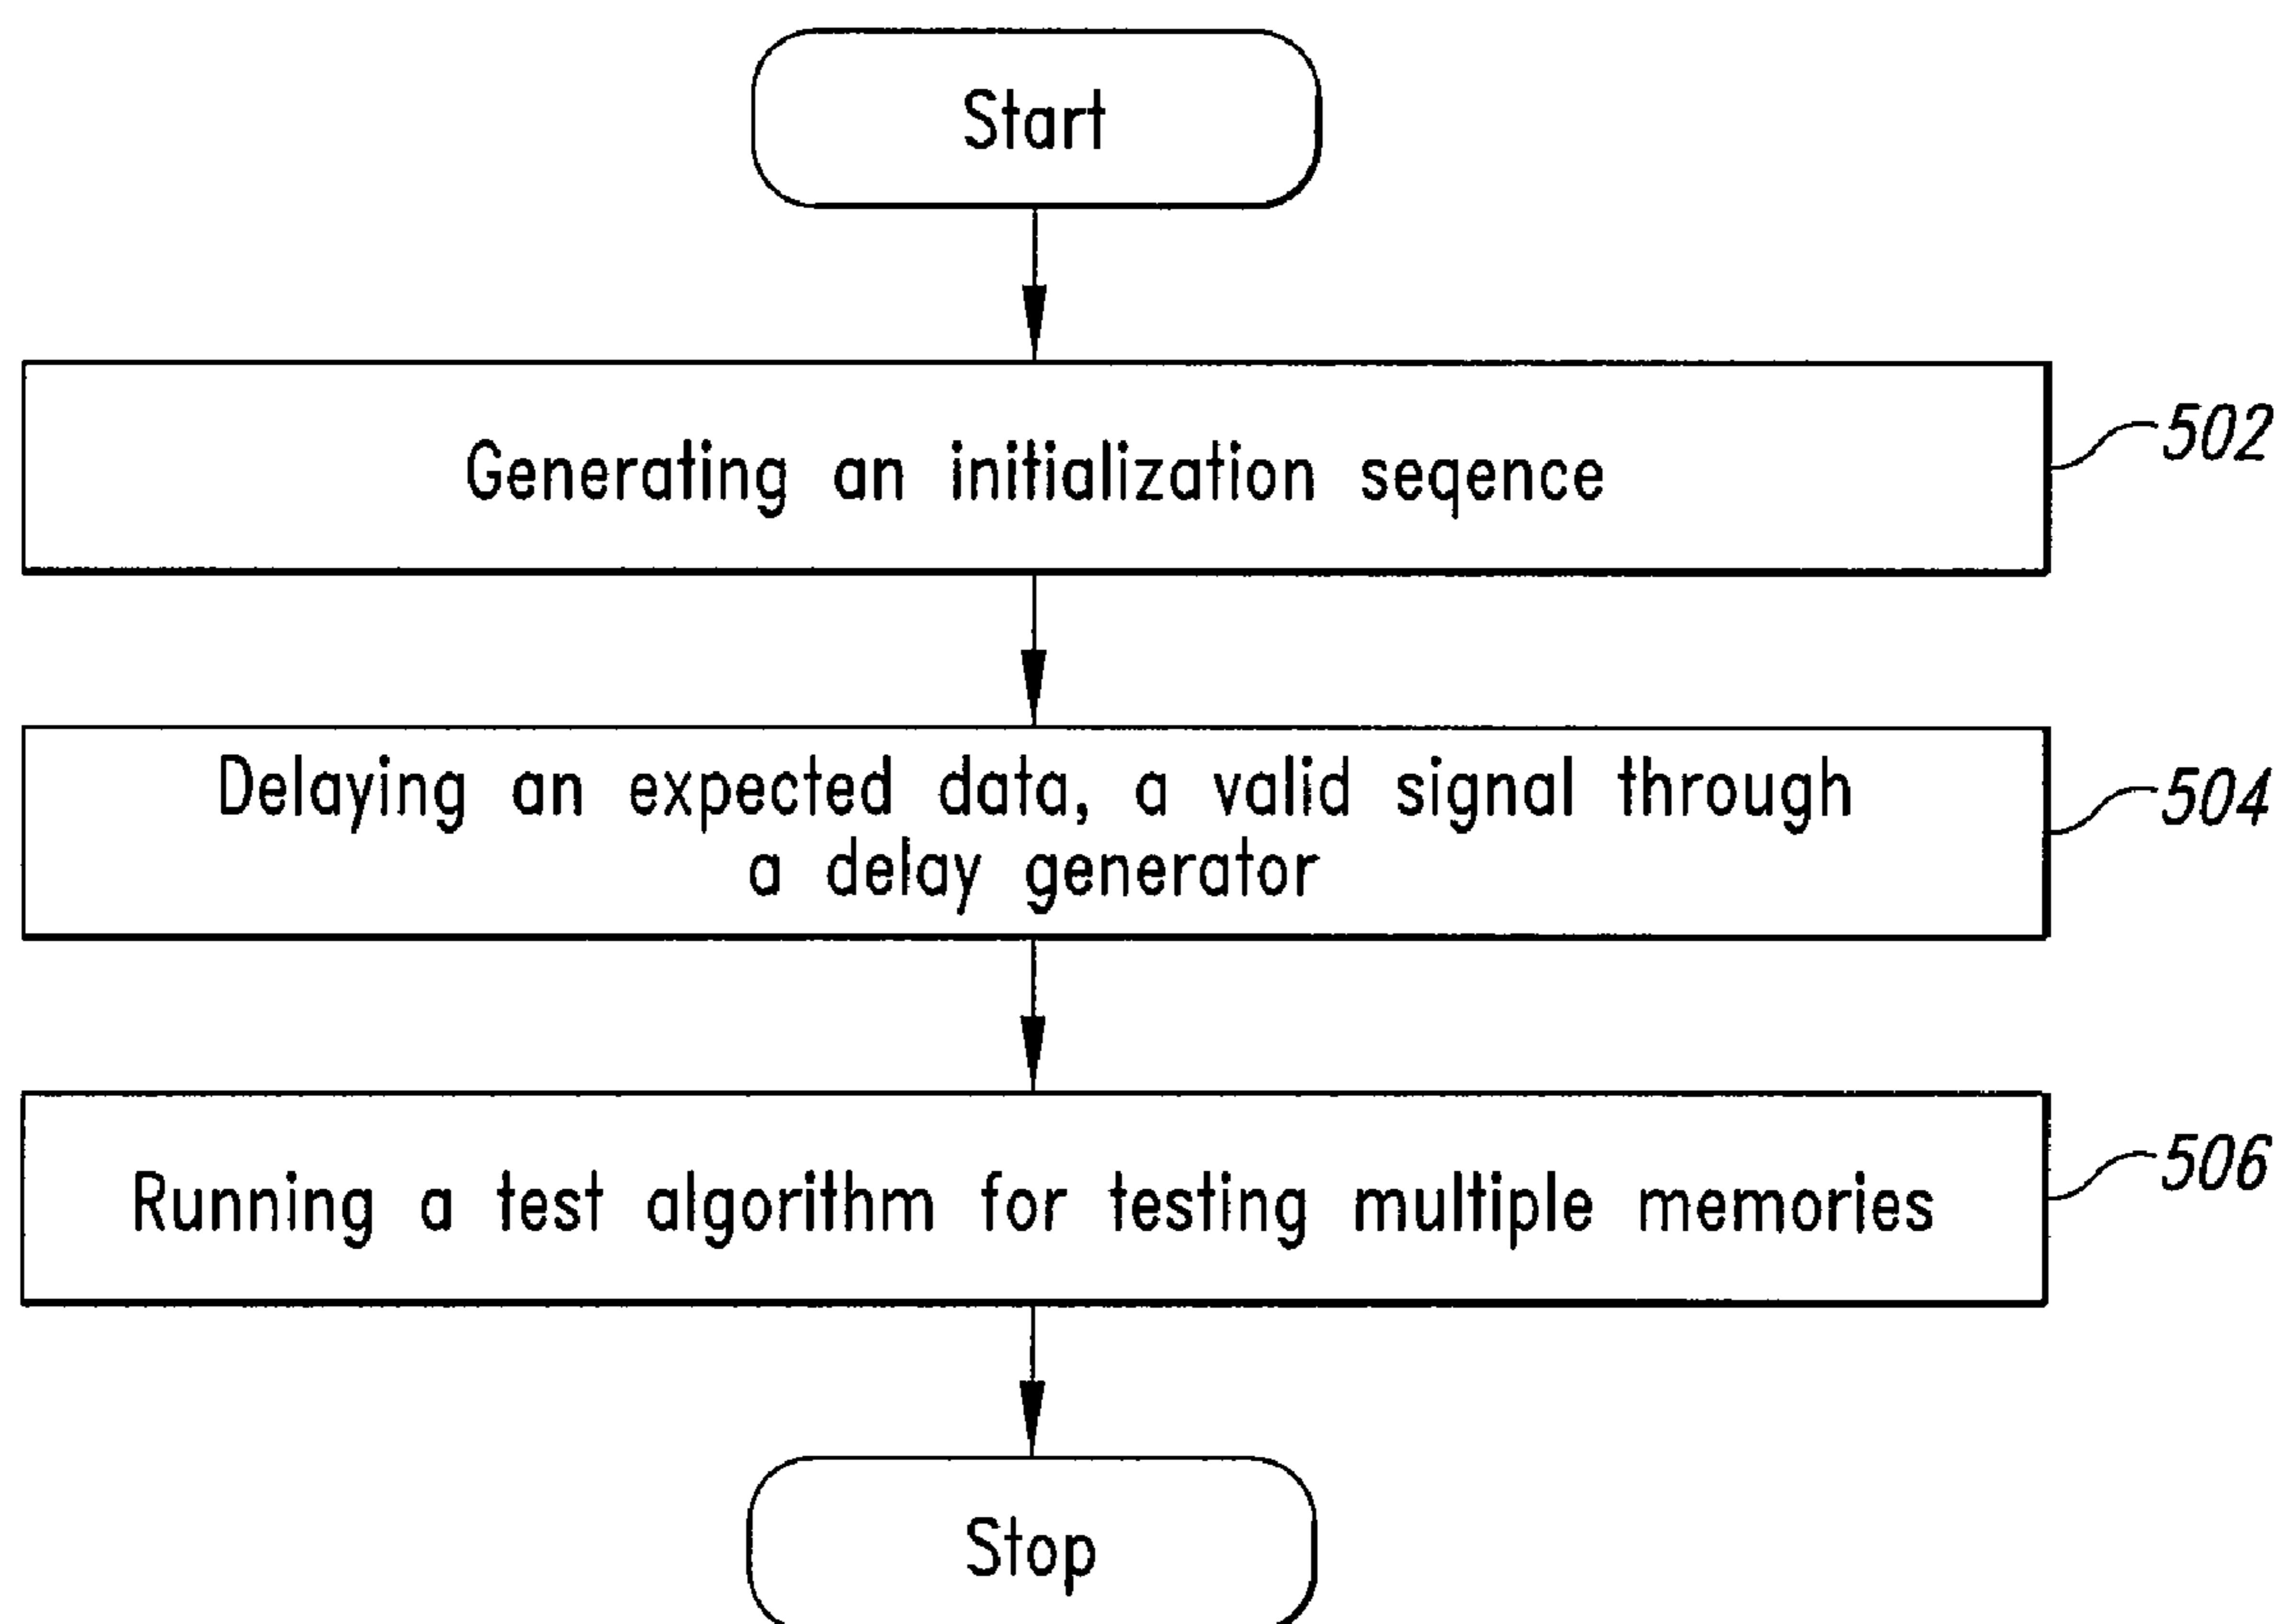 Start
Generating an initialization seqence
502
Delaying an expected data, a valid signal through
a delay generator
504
Running a test algorithm for testing multiple memories
506
Stop